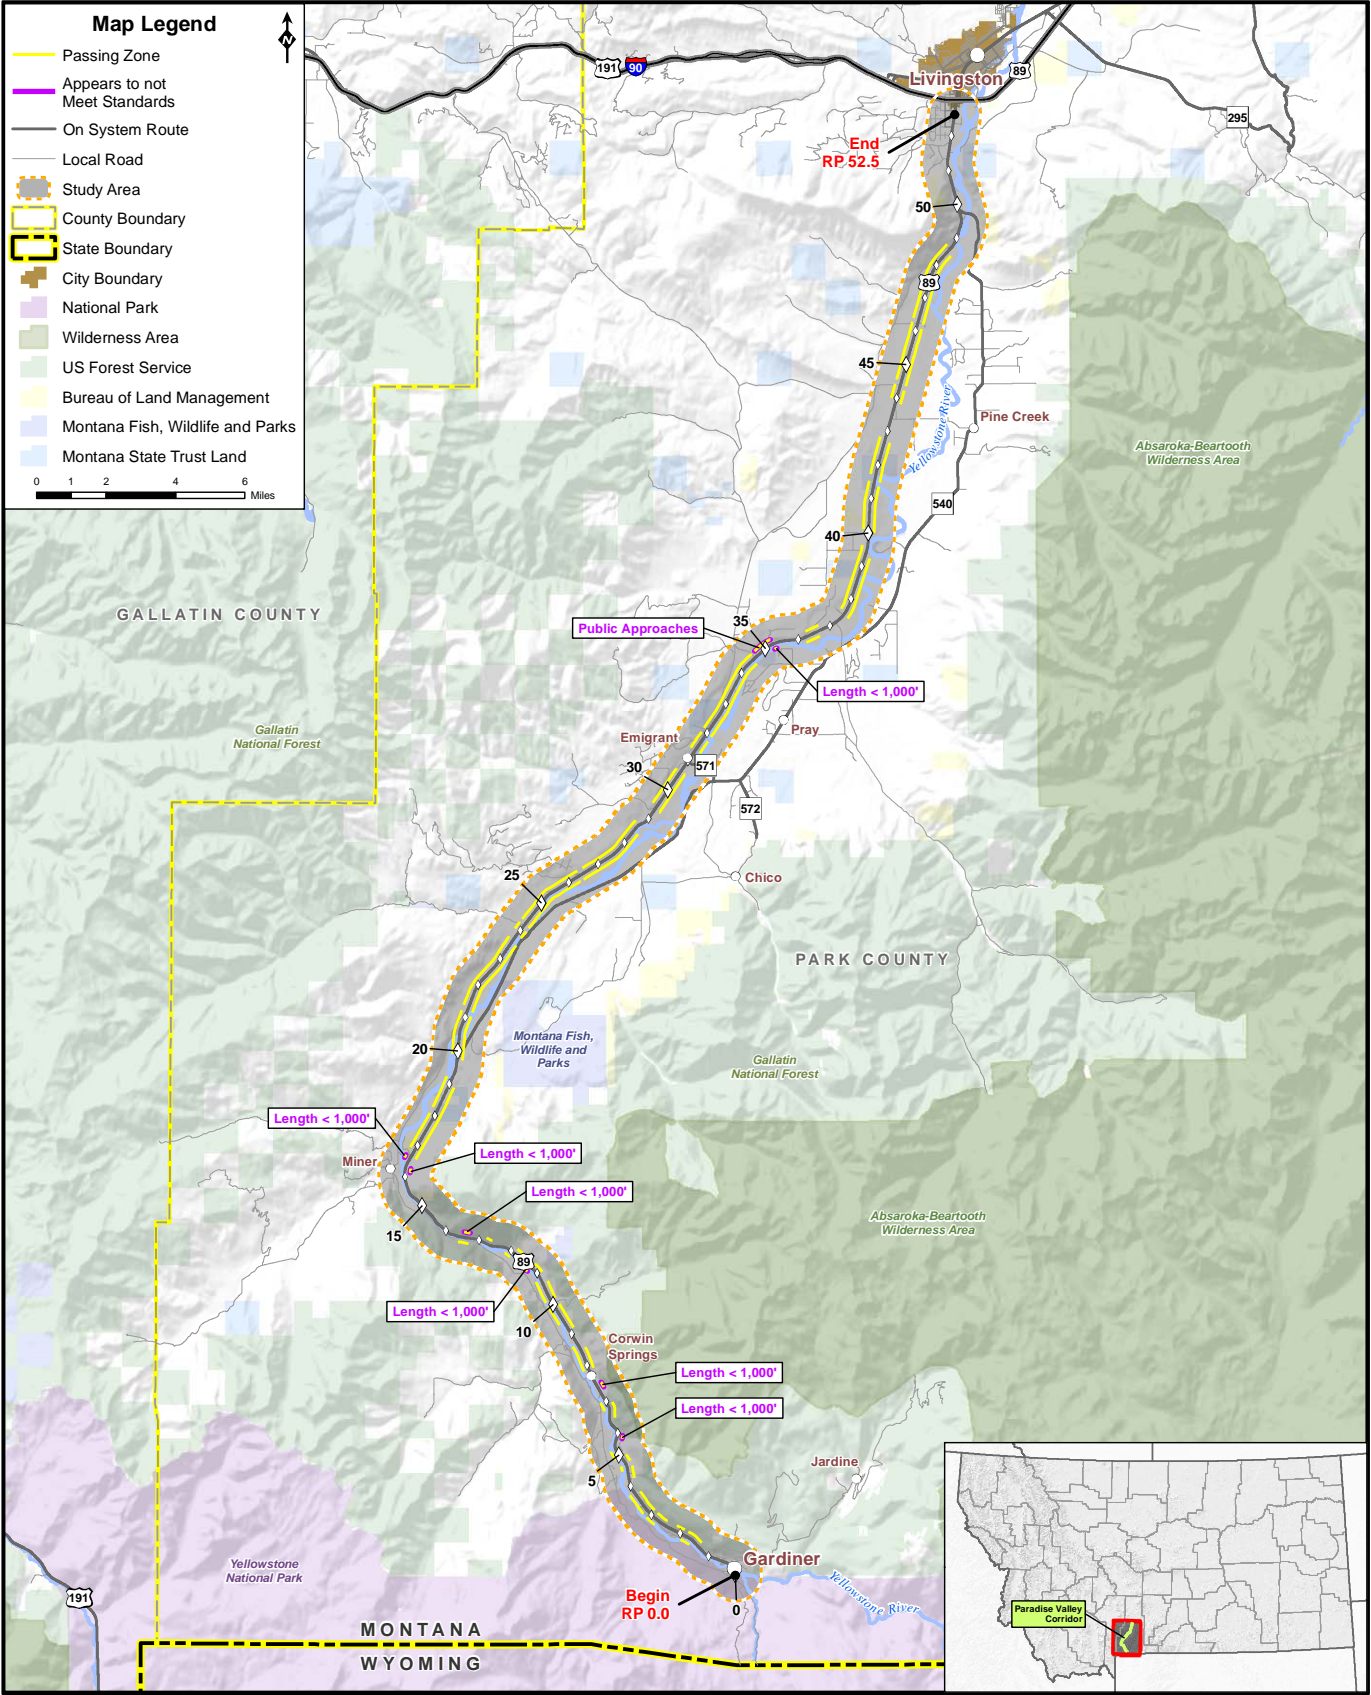 Map Legend
Passing Zone
Appears to not
Meet Standards
On System Route
Local Road
Study Area
County Boundary
State Boundary
City Boundary
National Park
Wilderness Area
US Forest Service
Bureau of Land Management
Montana Fish, Wildlife and Parks
Montana State Trust Land
0 1 2 4 6
Miles
N
191
90
Livingston
89
295
End
RP 52.5
50
89
45
Yellowstone River
Pine Creek
Absaroka-Beartooth
Wilderness Area
540
40
GALLATIN COUNTY
35
Public Approaches
Length < 1,000'
Gallatin
National Forest
Emigrant
Pray
571
30
572
25
Chico
PARK COUNTY
20
Montana Fish,
Wildlife and
Parks
Gallatin
National Forest
Length < 1,000'
Length < 1,000'
Miner
Length < 1,000'
15
Absaroka-Beartooth
Wilderness Area
89
Length < 1,000'
10
Corwin
Springs
Length < 1,000'
Length < 1,000'
5
Jardine
Gardiner
Yellowstone
National Park
Begin
RP 0.0
0
Yellowstone River
191
MONTANA
WYOMING
Paradise Valley
Corridor